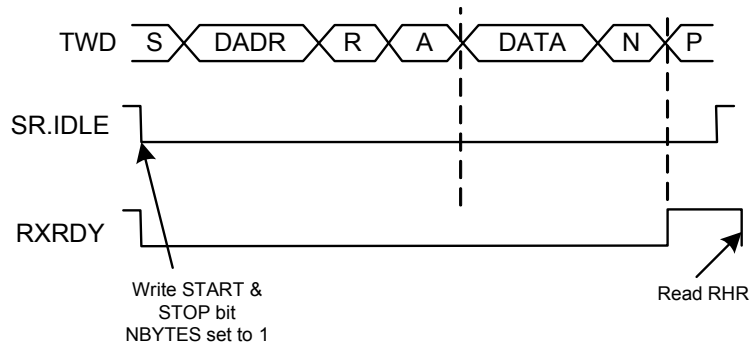 TWD S DADR R A DATA N P
SR.IDLE
RXRDY
Write START &
STOP bit
NBYTES set to 1
Read RHR